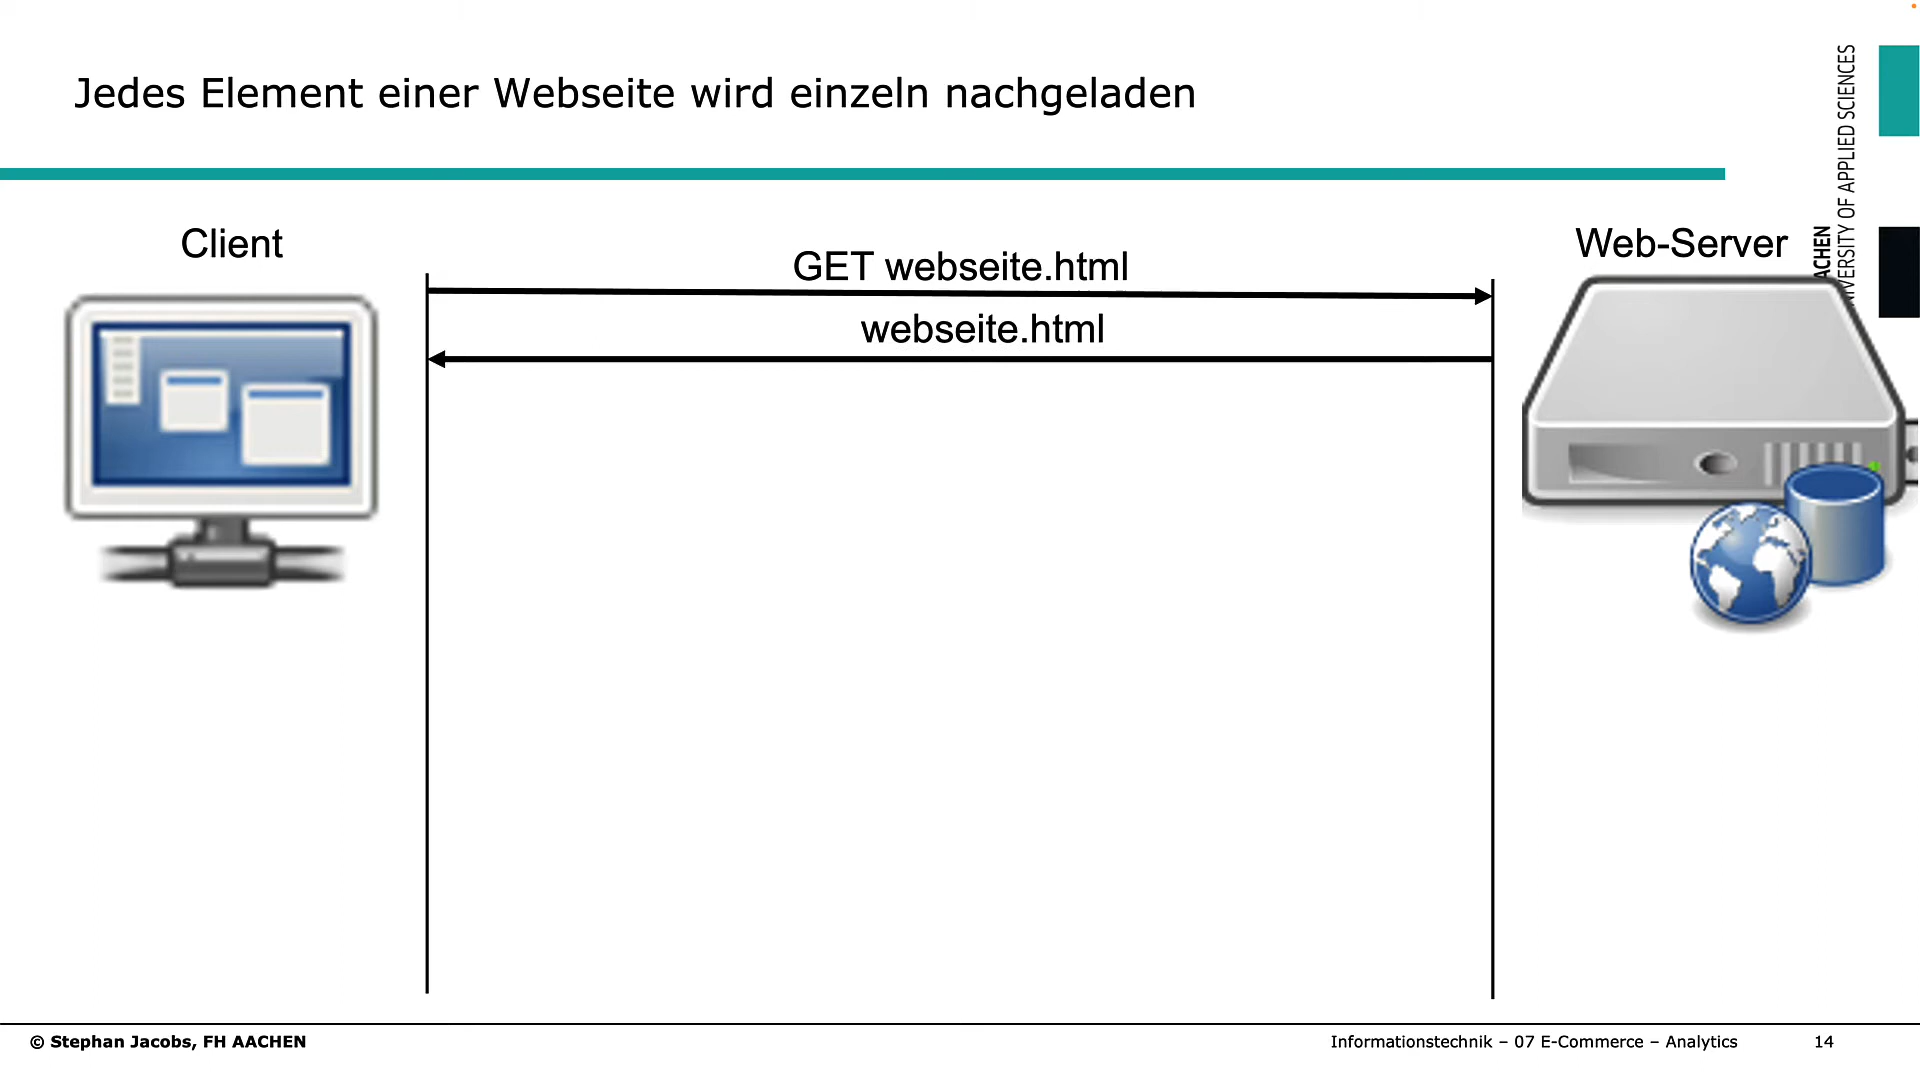 Jedes Element einer Webseite wird einzeln nachgeladen
UNIVERSITY OF APPLIED SCIENCES
AACHEN
Client
Web-Server
GET webseite.html
webseite.html
© Stephan Jacobs, FH AACHEN
Informationstechnik – 07 E-Commerce – Analytics
14